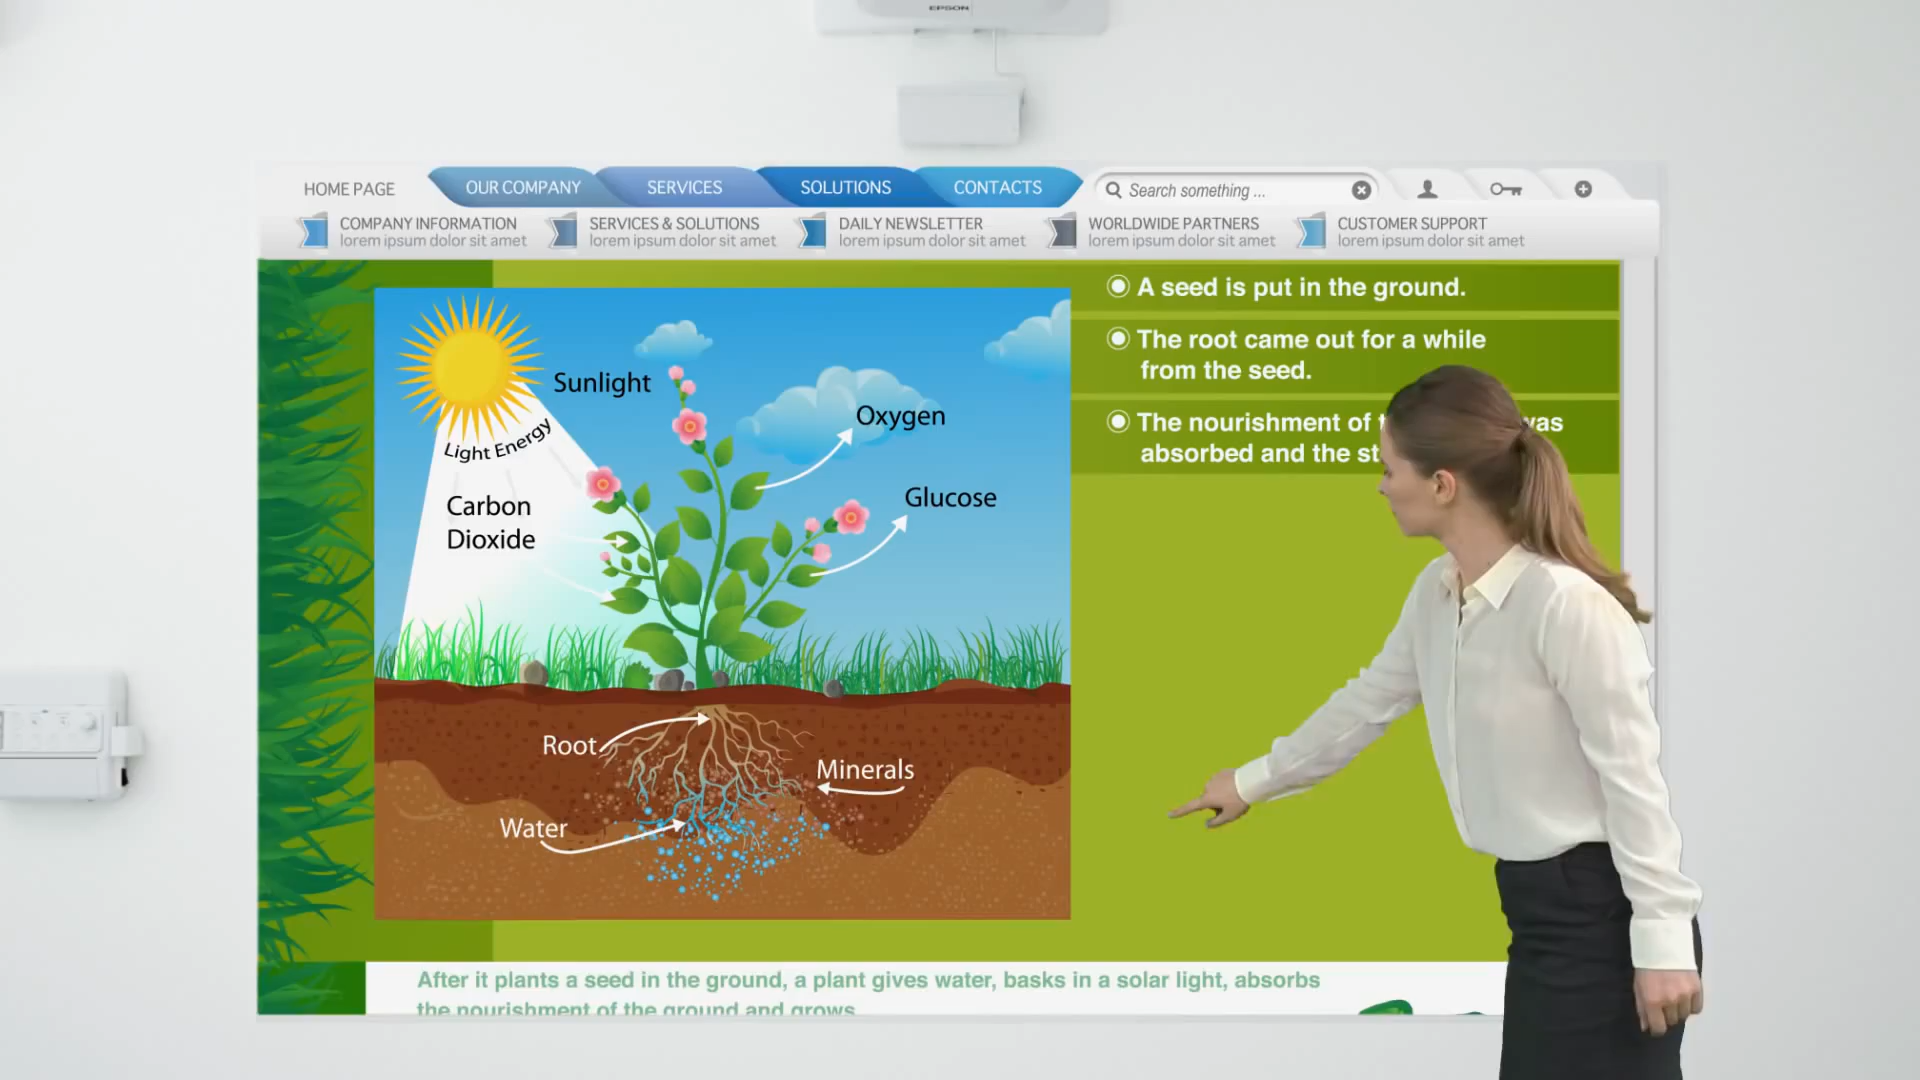 EPSON
HOME PAGE
OUR COMPANY
SERVICES
SOLUTIONS
CONTACTS
Search something ...
COMPANY INFORMATION
lorem ipsum dolor sit amet
SERVICES & SOLUTIONS
lorem ipsum dolor sit amet
DAILY NEWSLETTER
lorem ipsum dolor sit amet
WORLDWIDE PARTNERS
lorem ipsum dolor sit amet
CUSTOMER SUPPORT
lorem ipsum dolor sit amet
Sunlight
Light Energy
Carbon
Dioxide
Oxygen
Glucose
Root
Minerals
Water
A seed is put in the ground.
The root came out for a while
from the seed.
The nourishment of
absorbed and the
After it plants a seed in the ground, a plant gives water, basks in a solar light, absorbs
the nourishment of the ground and grows